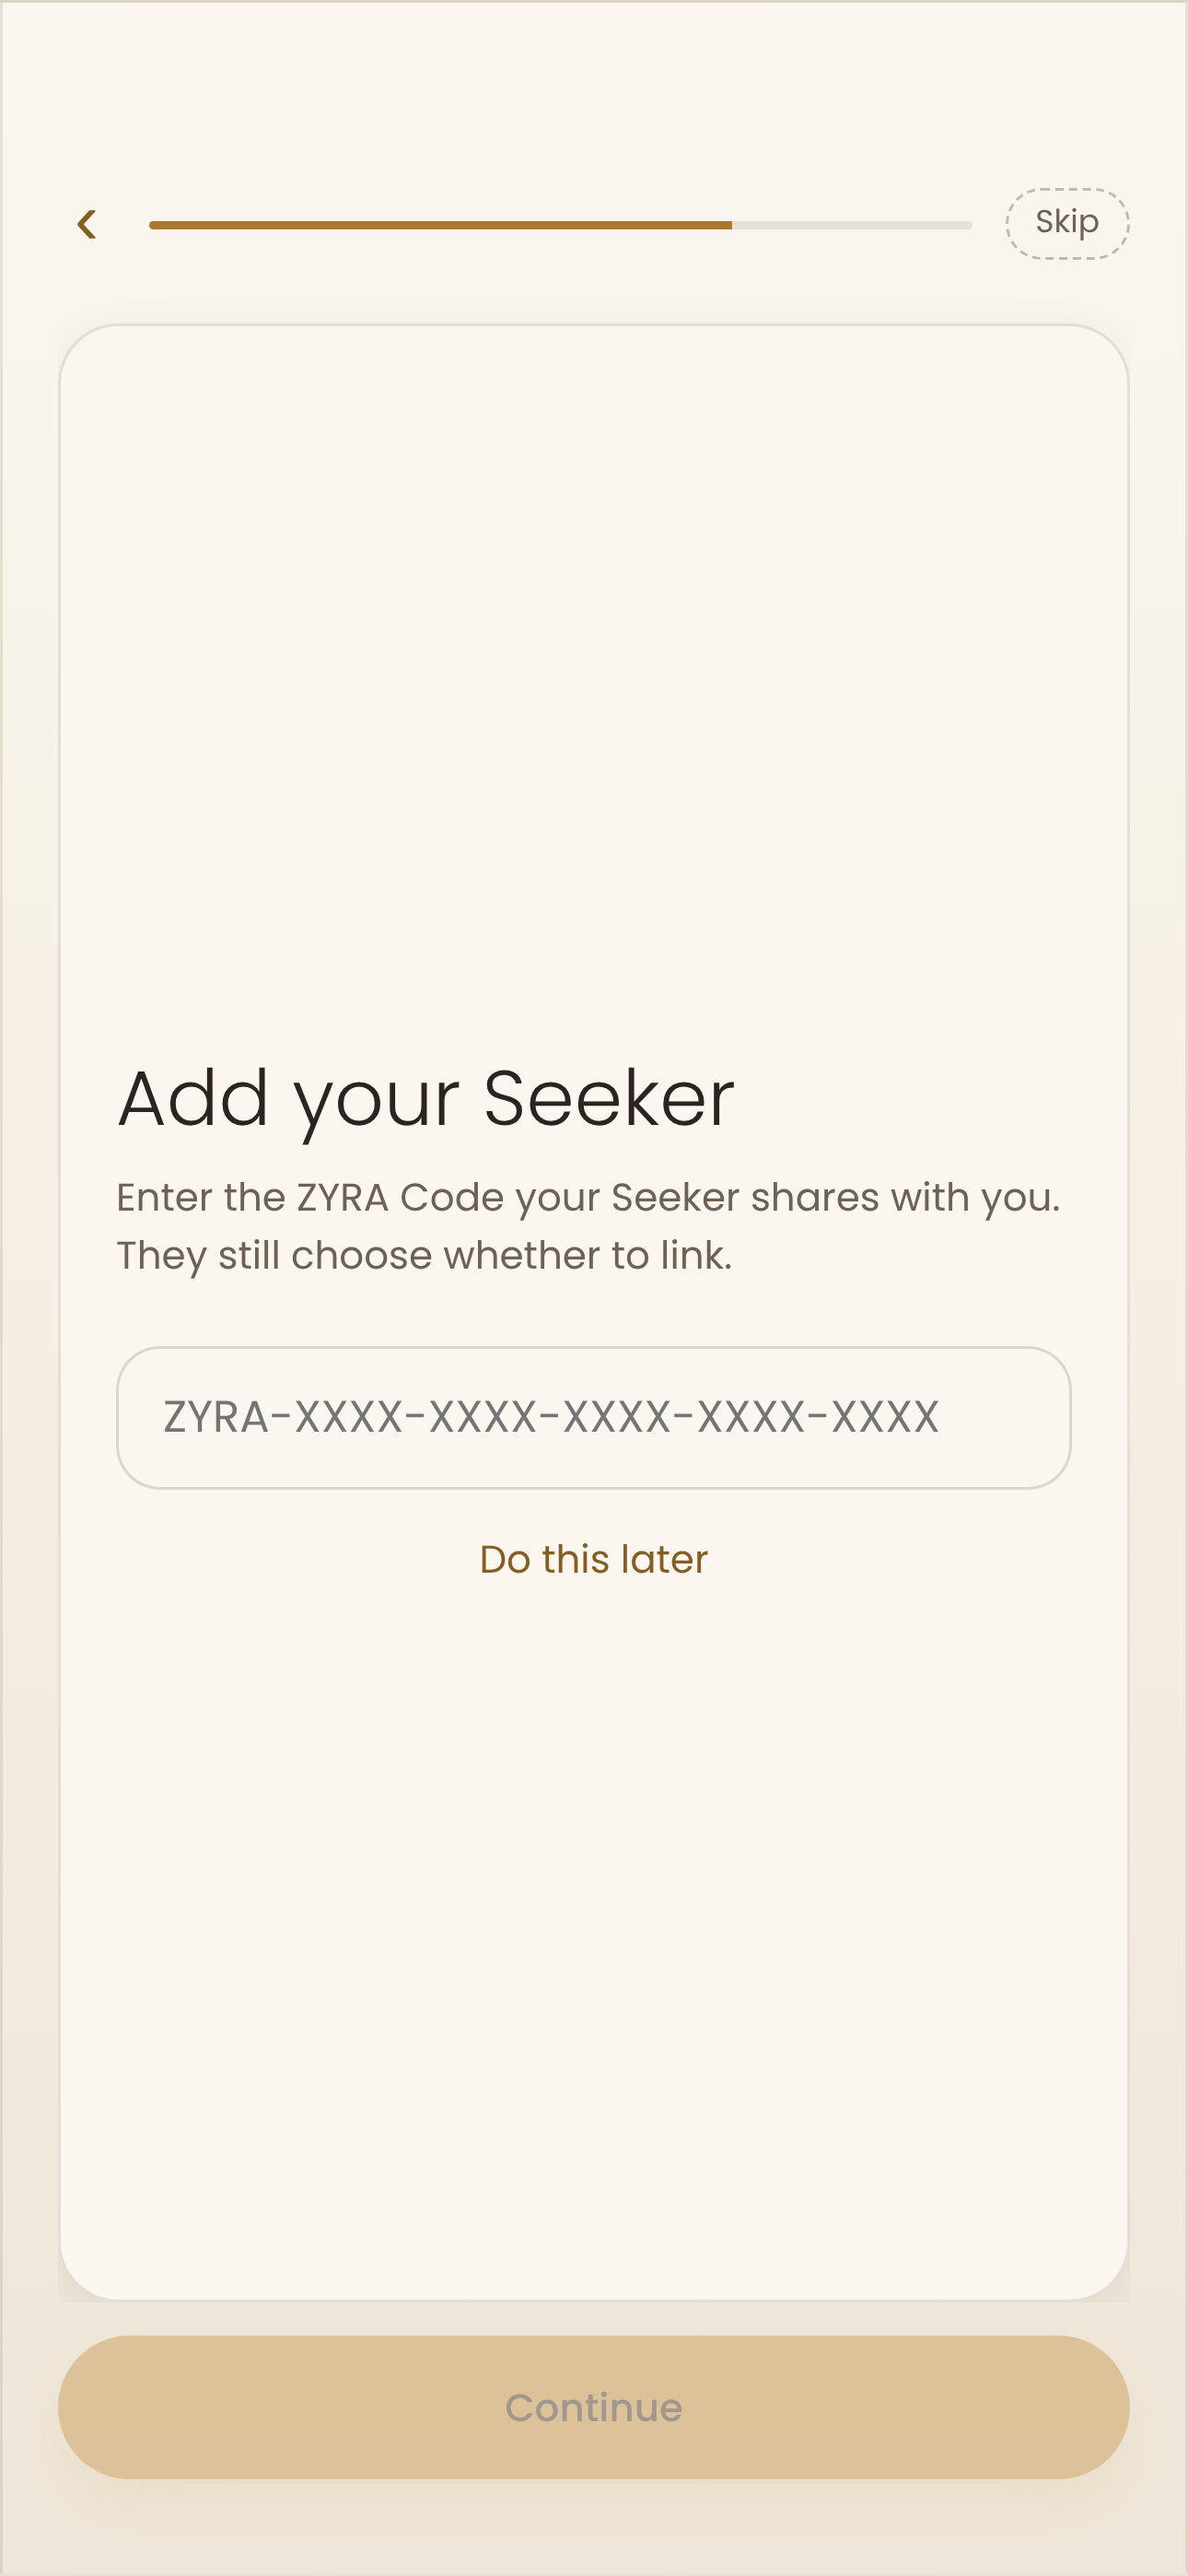 Skip
Add your Seeker
Enter the ZYRA Code your Seeker shares with you.
They still choose whether to link.
ZYRA-XXXX-XXXX-XXXX-XXXX-XXXX
Do this later
Continue